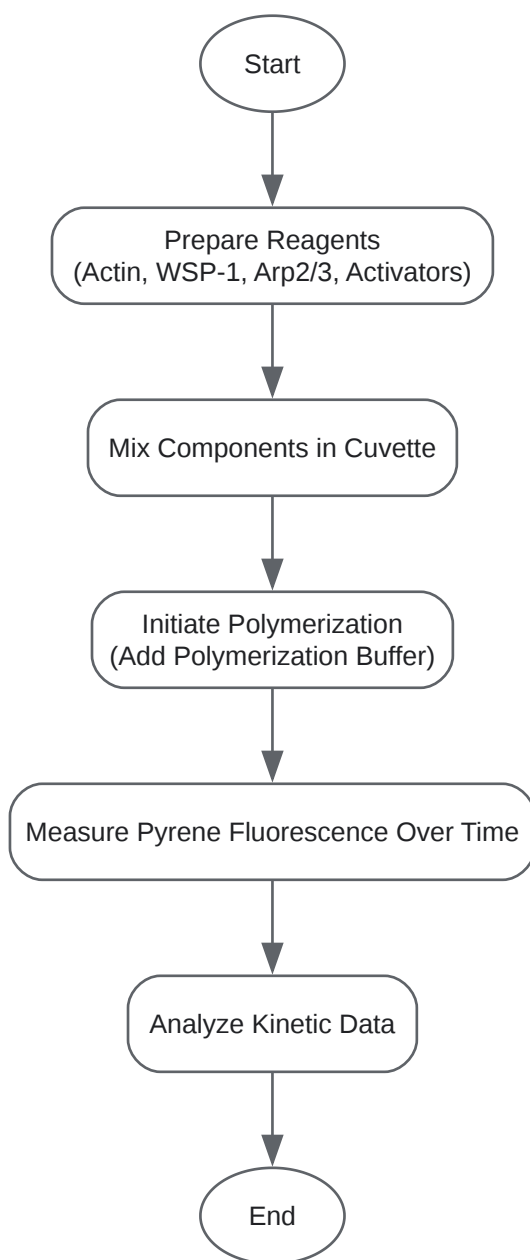 Start
Prepare Reagents
(Actin, WSP-1, Arp2/3, Activators)
Mix Components in Cuvette
Initiate Polymerization
(Add Polymerization Buffer)
Measure Pyrene Fluorescence Over Time
Analyze Kinetic Data
End